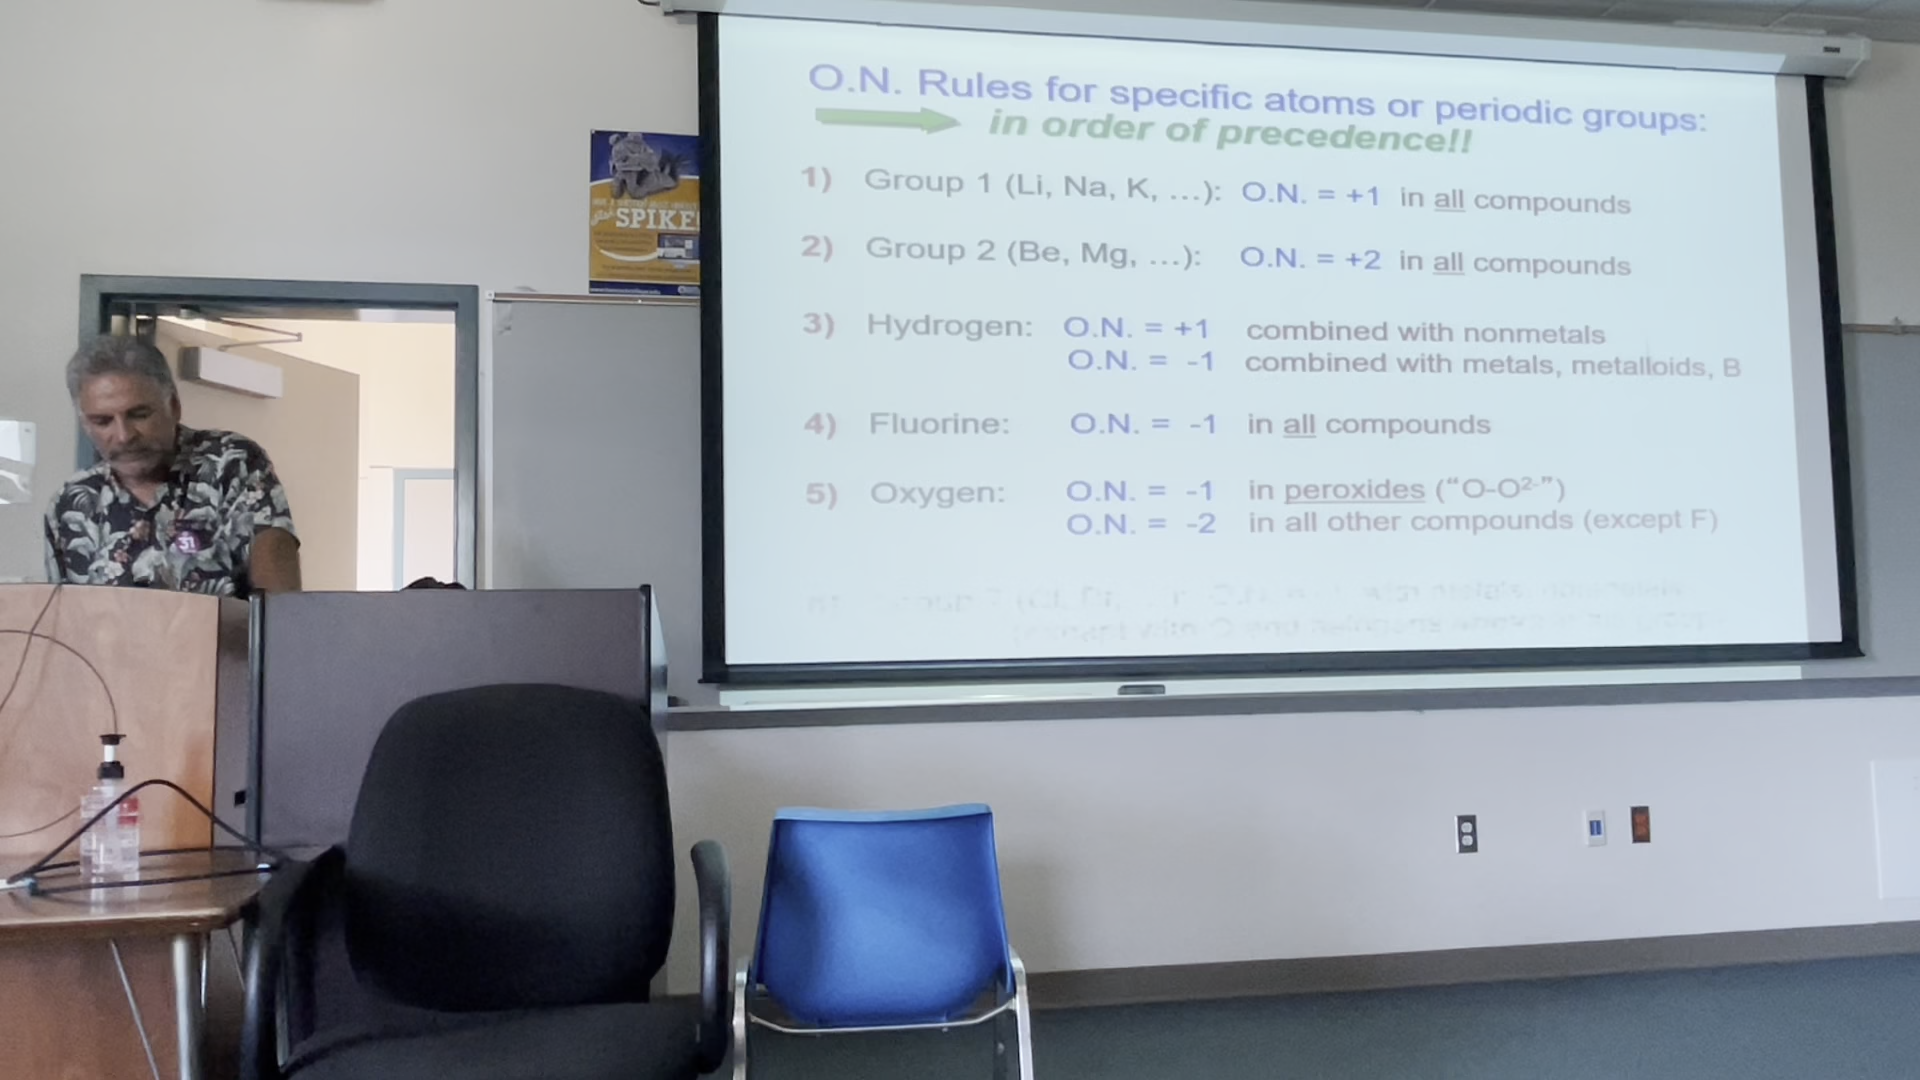 O.N. Rules for specific atoms or periodic groups:
in order of precedence!!
1) Group 1 (Li, Na, K, ...): O.N. = +1 in all compounds
2) Group 2 (Be, Mg, ...): O.N. = +2 in all compounds
3) Hydrogen: O.N. = +1 combined with nonmetals
O.N. = -1 combined with metals, metalloids, B
4) Fluorine: O.N. = -1 in all compounds
5) Oxygen: O.N. = -1 in peroxides (“O-O²⁻”)
O.N. = -2 in all other compounds (except F)
SPIKE
31